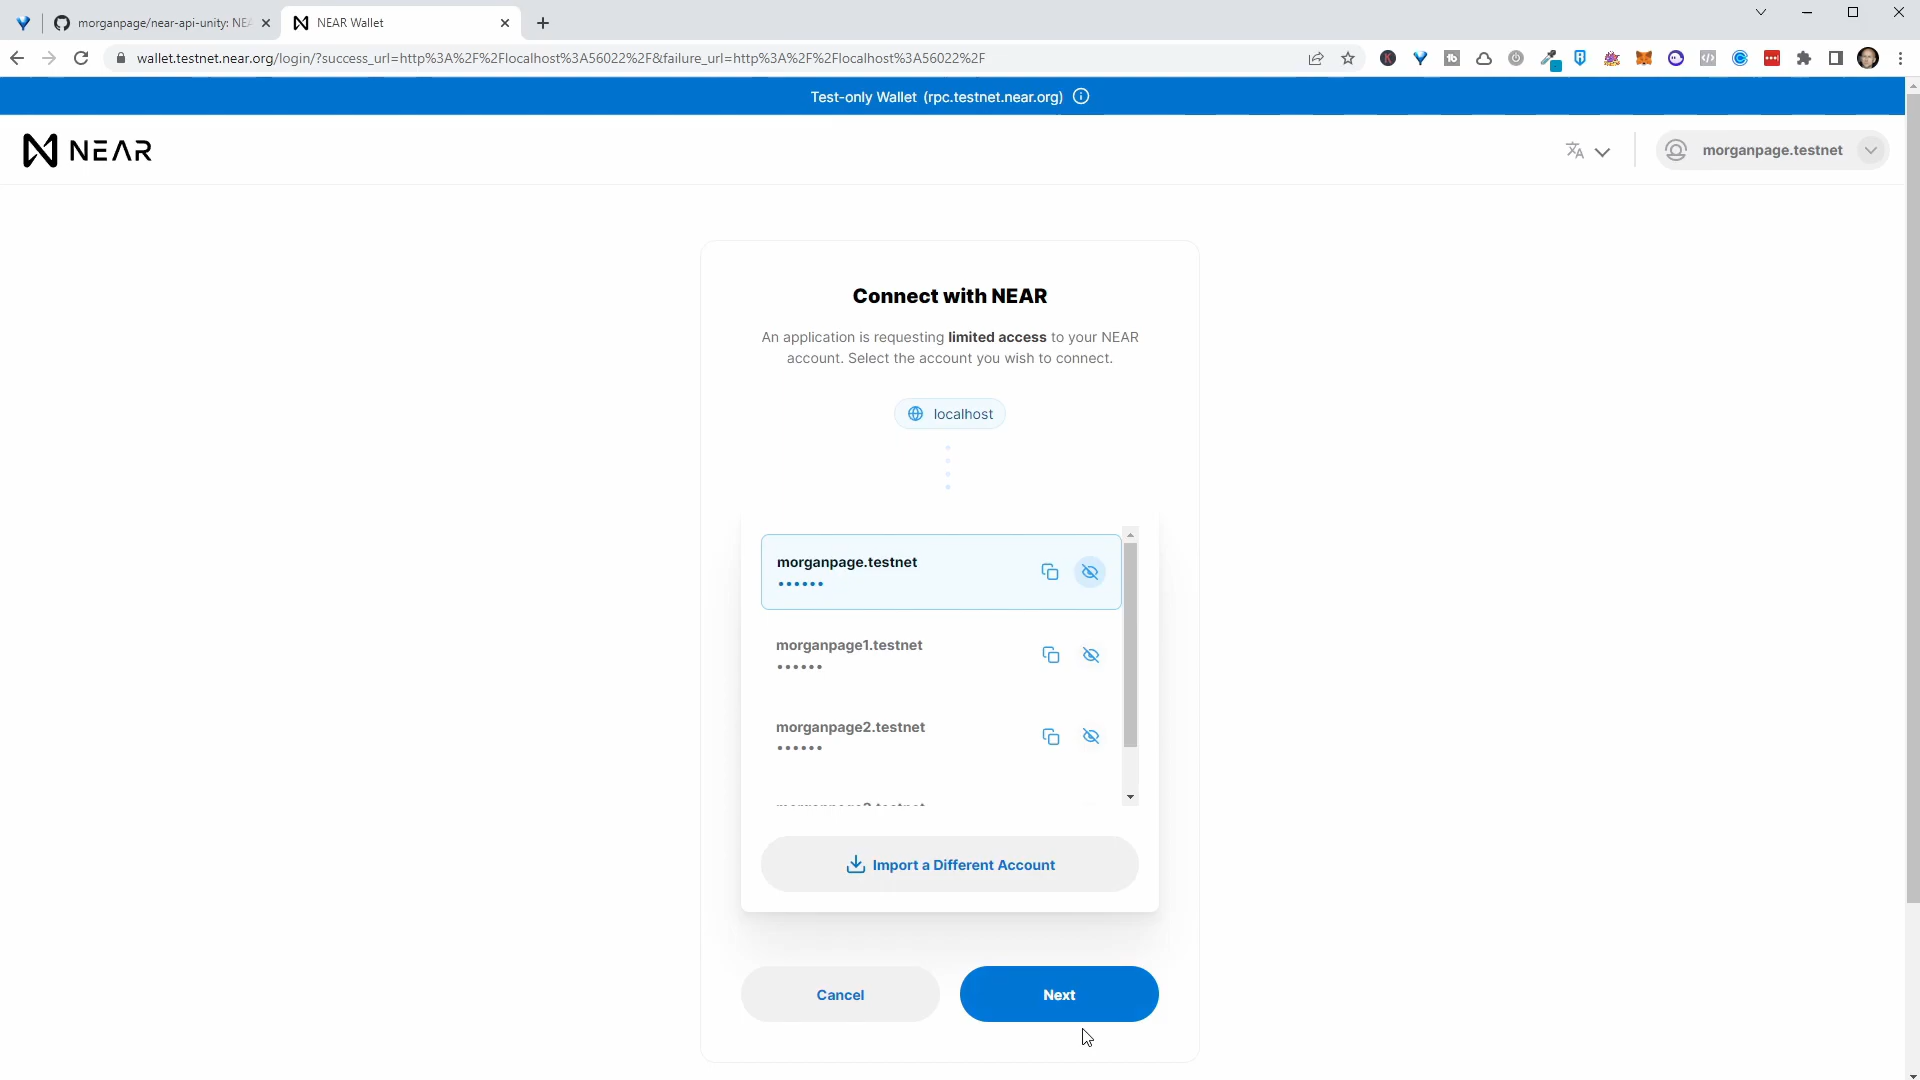 morganpage/near-api-unity: NEA
NEAR Wallet
wallet.testnet.near.org/login/?success_url=http%3A%2F%2Flocalhost%3A56022%2F&failure_url=http%3A%2F%2Flocalhost%3A56022%2F
Test-only Wallet (rpc.testnet.near.org)
NEAR
morganpage.testnet
Connect with NEAR
An application is requesting limited access to your NEAR
account. Select the account you wish to connect.
localhost
morganpage.testnet
••••••
morganpage1.testnet
••••••
morganpage2.testnet
••••••
Import a Different Account
Cancel
Next